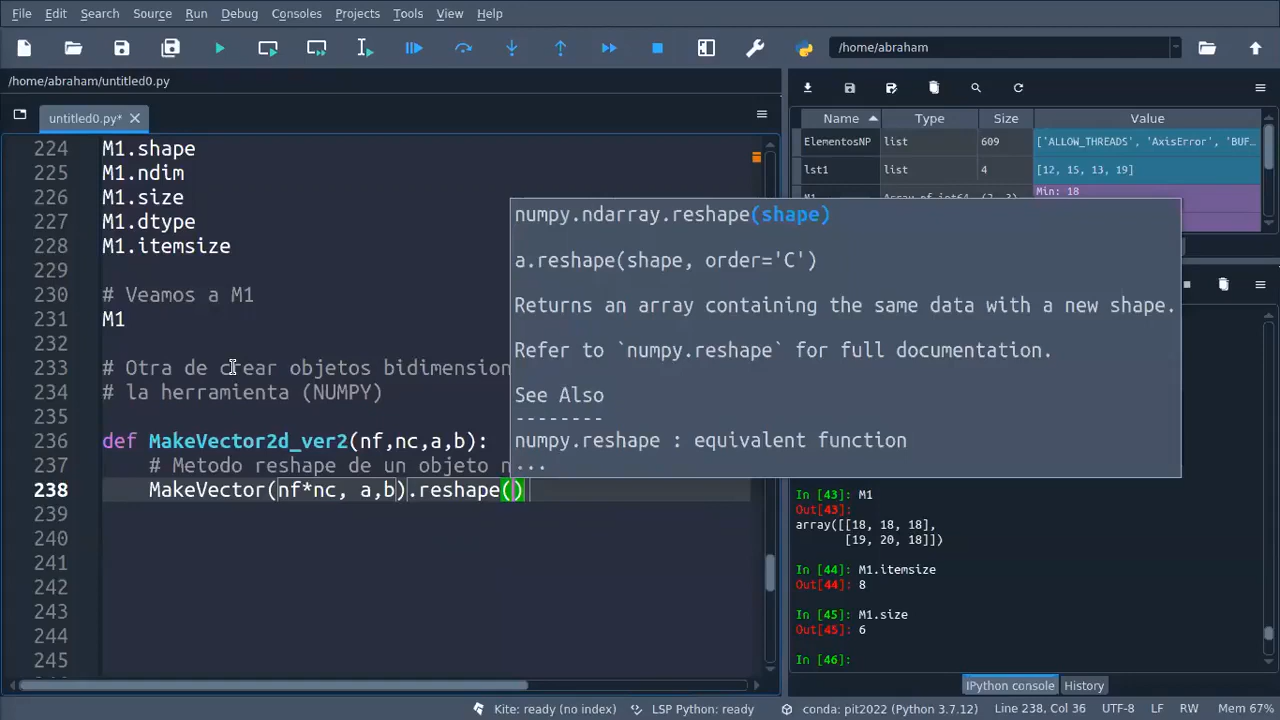 File Edit Search Source Run Debug Consoles Projects Tools View Help
/home/abraham
/home/abraham/untitled0.py
untitled0.py*
224 M1.shape
225 M1.ndim
226 M1.size
227 M1.dtype
228 M1.itemsize
229
230 # Veamos a M1
231 M1
232
233 # Otra de crear objetos bidimension
234 # la herramienta (NUMPY)
235
236 def MakeVector2d_ver2(nf,nc,a,b):
237 # Metodo reshape de un objeto n
238 MakeVector(nf*nc, a,b).reshape()
239
240
241
242
243
244
245
numpy.ndarray.reshape(shape)
a.reshape(shape, order='C')
Returns an array containing the same data with a new shape.
Refer to `numpy.reshape` for full documentation.
See Also
--------
numpy.reshape : equivalent function
...
Name Type Size Value
ElementosNP list 609 ['ALLOW_THREADS', 'AxisError', 'BUF…
lst1 list 4 [12, 15, 13, 19]
Min: 18
In [43]: M1
Out[43]:
array([[18, 18, 18],
[19, 20, 18]])
In [44]: M1.itemsize
Out[44]: 8
In [45]: M1.size
Out[45]: 6
In [46]:
IPython console History
Kite: ready (no index) LSP Python: ready conda: pit2022 (Python 3.7.12) Line 238, Col 36 UTF-8 LF RW Mem 67%